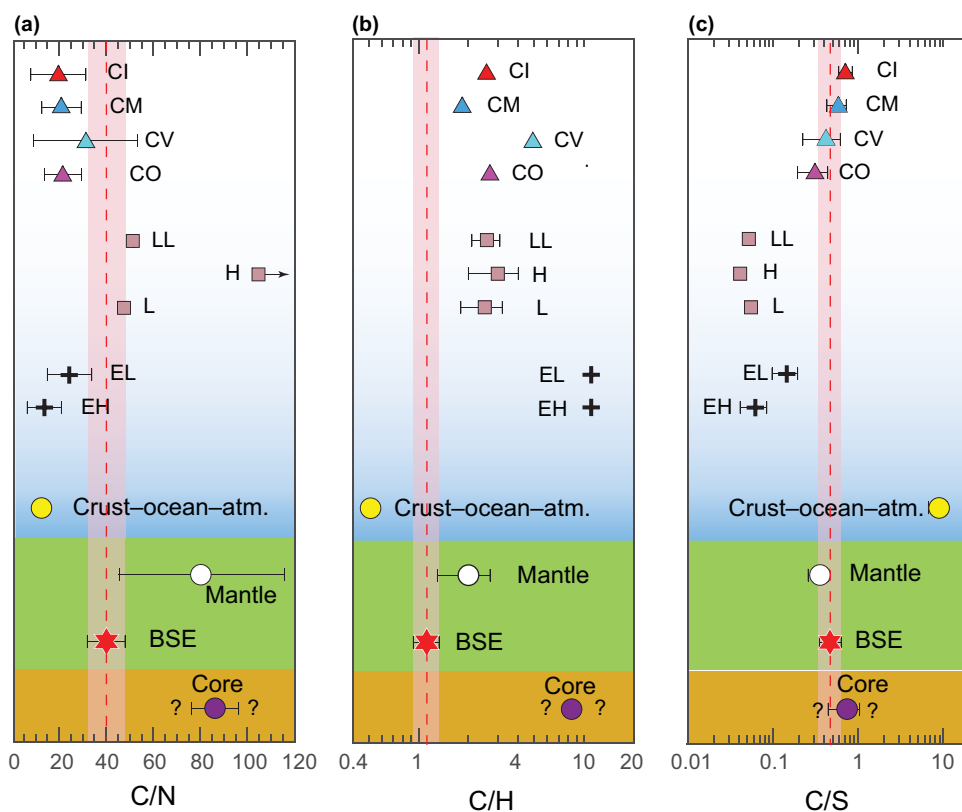 (a)
CI
CM
CV
CO
LL
H
L
EL
EH
Crust–ocean–atm.
Mantle
BSE
Core
? ?
0 20 40 60 80 100 120
C/N
(b)
CI
CM
CV
CO
LL
H
L
EL
EH
Crust–ocean–atm.
Mantle
BSE
Core
? ?
0.4 1 4 10 20
C/H
(c)
CI
CM
CV
CO
LL
H
L
EL
EH
Crust–ocean–atm.
Mantle
BSE
Core
? ?
0.01 0.1 1 10
C/S